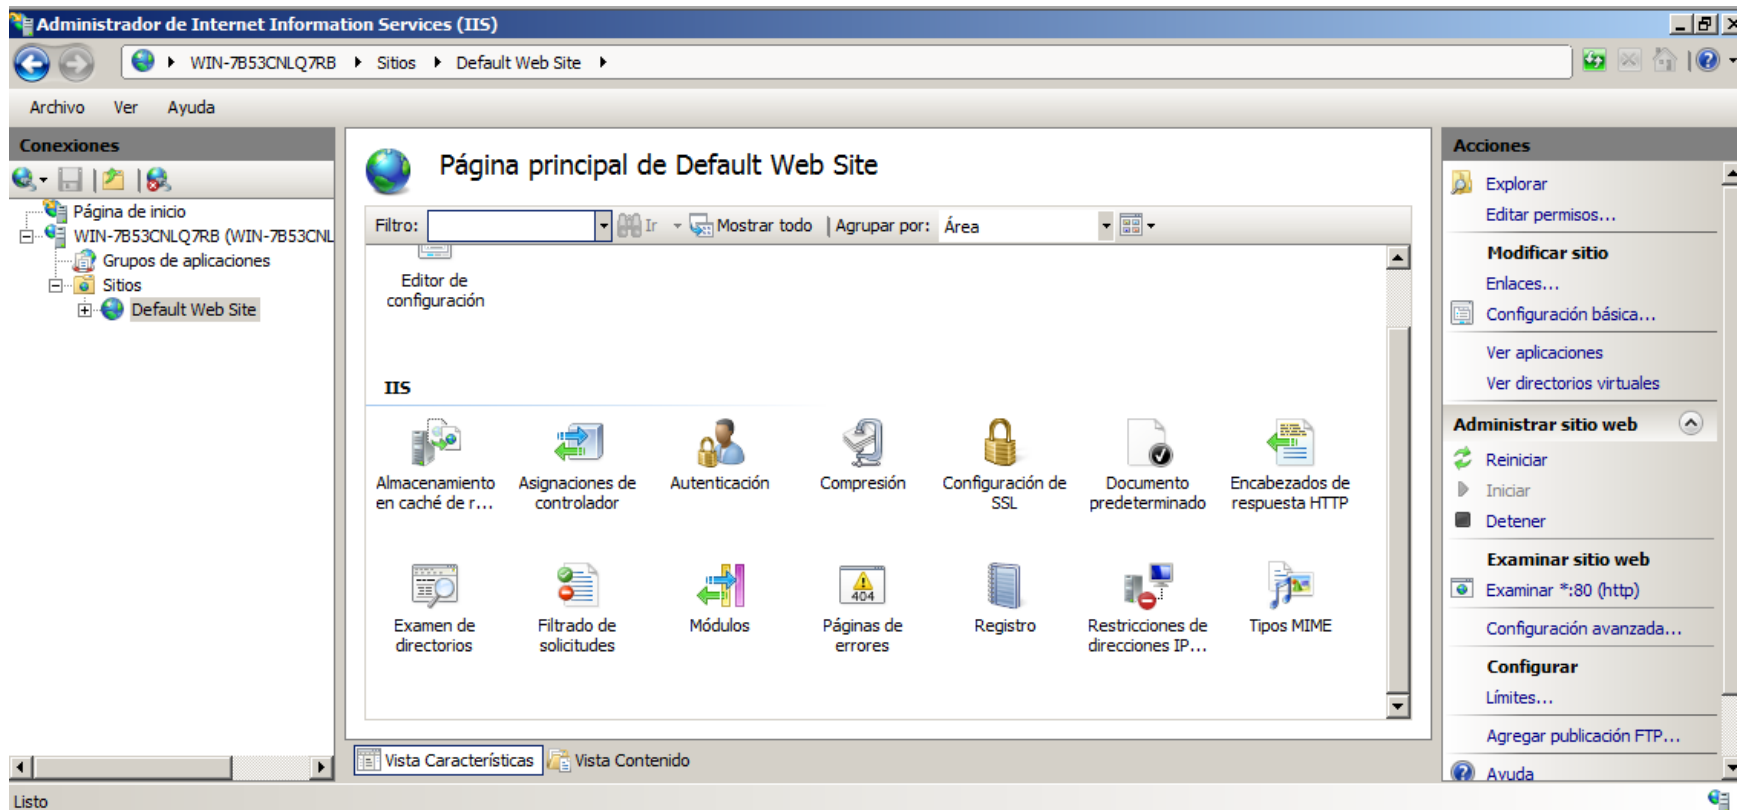 Administrador de Internet Information Services (IIS)
WIN-7B53CNLQ7RB
Sitios
Default Web Site
Archivo
Ver
Ayuda
Conexiones
Página de inicio
WIN-7B53CNLQ7RB (WIN-7B53CNL
Grupos de aplicaciones
Sitios
Default Web Site
Página principal de Default Web Site
Filtro:
Ir
Mostrar todo
Agrupar por:
Área
Editor de
configuración
IIS
Almacenamiento
en caché de r...
Asignaciones de
controlador
Autenticación
Compresión
Configuración de
SSL
Documento
predeterminado
Encabezados de
respuesta HTTP
Examen de
directorios
Filtrado de
solicitudes
Módulos
404
Páginas de
errores
Registro
Restricciones de
direcciones IP...
Tipos MIME
Vista Características
Vista Contenido
Acciones
Explorar
Editar permisos...
Modificar sitio
Enlaces...
Configuración básica...
Ver aplicaciones
Ver directorios virtuales
Administrar sitio web
Reiniciar
Iniciar
Detener
Examinar sitio web
Examinar *:80 (http)
Configuración avanzada...
Configurar
Límites...
Agregar publicación FTP...
Ayuda
Listo